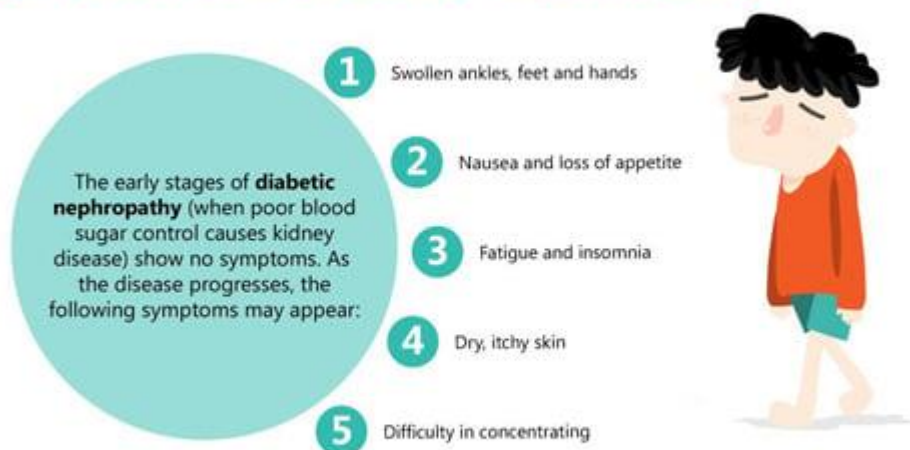 The early stages of diabetic
nephropathy (when poor blood
sugar control causes kidney
disease) show no symptoms. As
the disease progresses, the
following symptoms may appear:
1 Swollen ankles, feet and hands
2 Nausea and loss of appetite
3 Fatigue and insomnia
4 Dry, itchy skin
5 Difficulty in concentrating